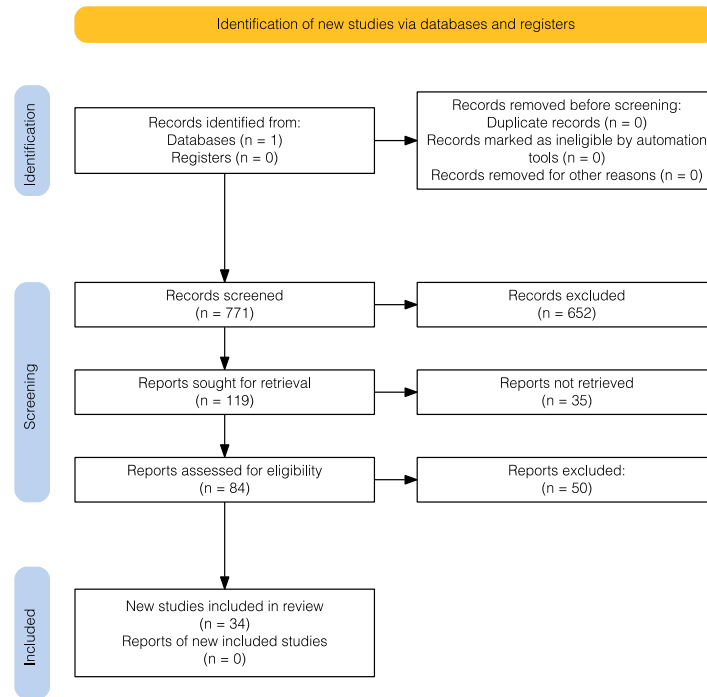 Identification of new studies via databases and registers
Identification
Records identified from:
Databases (n = 1)
Registers (n = 0)
Records removed before screening:
Duplicate records (n = 0)
Records marked as ineligible by automation
tools (n = 0)
Records removed for other reasons (n = 0)
Screening
Records screened
(n = 771)
Records excluded
(n = 652)
Reports sought for retrieval
(n = 119)
Reports not retrieved
(n = 35)
Reports assessed for eligibility
(n = 84)
Reports excluded:
(n = 50)
Included
New studies included in review
(n = 34)
Reports of new included studies
(n = 0)